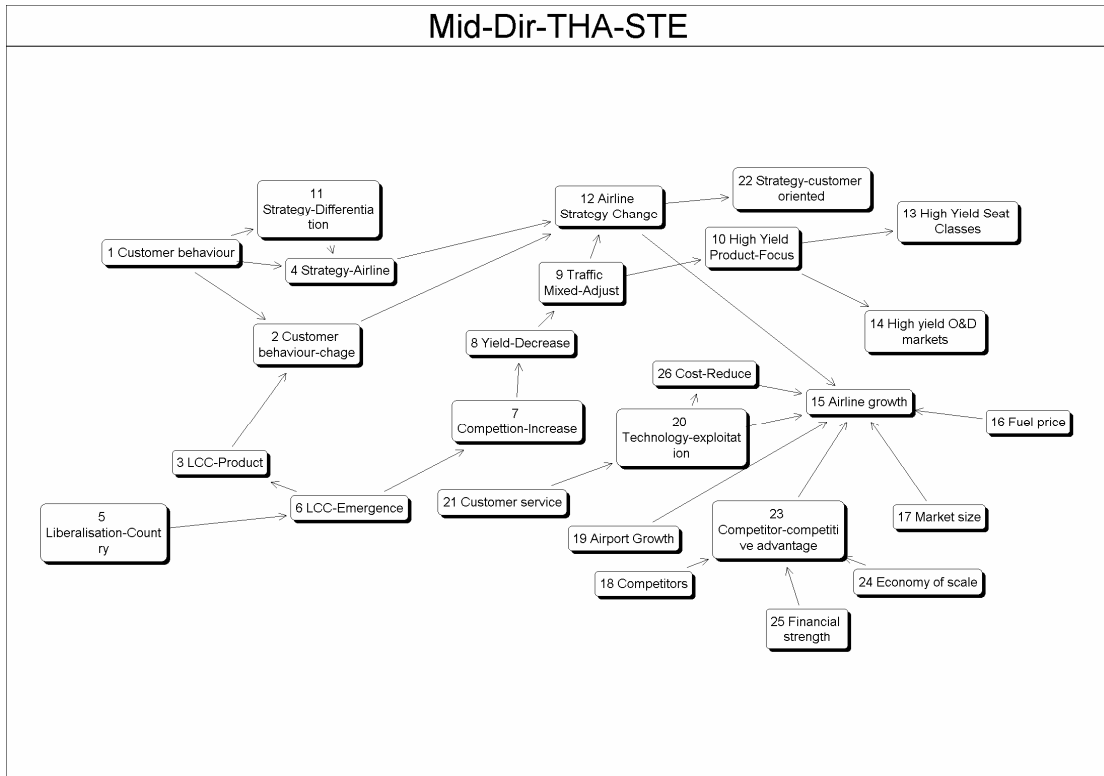 Mid-Dir-THA-STE
11
Strategy-Differentia
tion
1 Customer behaviour
4 Strategy-Airline
12 Airline
Strategy Change
22 Strategy-customer
oriented
13 High Yield Seat
Classes
10 High Yield
Product-Focus
9 Traffic
Mixed-Adjust
14 High yield O&D
markets
2 Customer
behaviour-chage
8 Yield-Decrease
26 Cost-Reduce
15 Airline growth
16 Fuel price
7
Compettion-Increase
20
Technology-exploitat
ion
3 LCC-Product
21 Customer service
6 LCC-Emergence
5
Liberalisation-Count
ry
19 Airport Growth
23
Competitor-competiti
ve advantage
17 Market size
18 Competitors
24 Economy of scale
25 Financial
strength